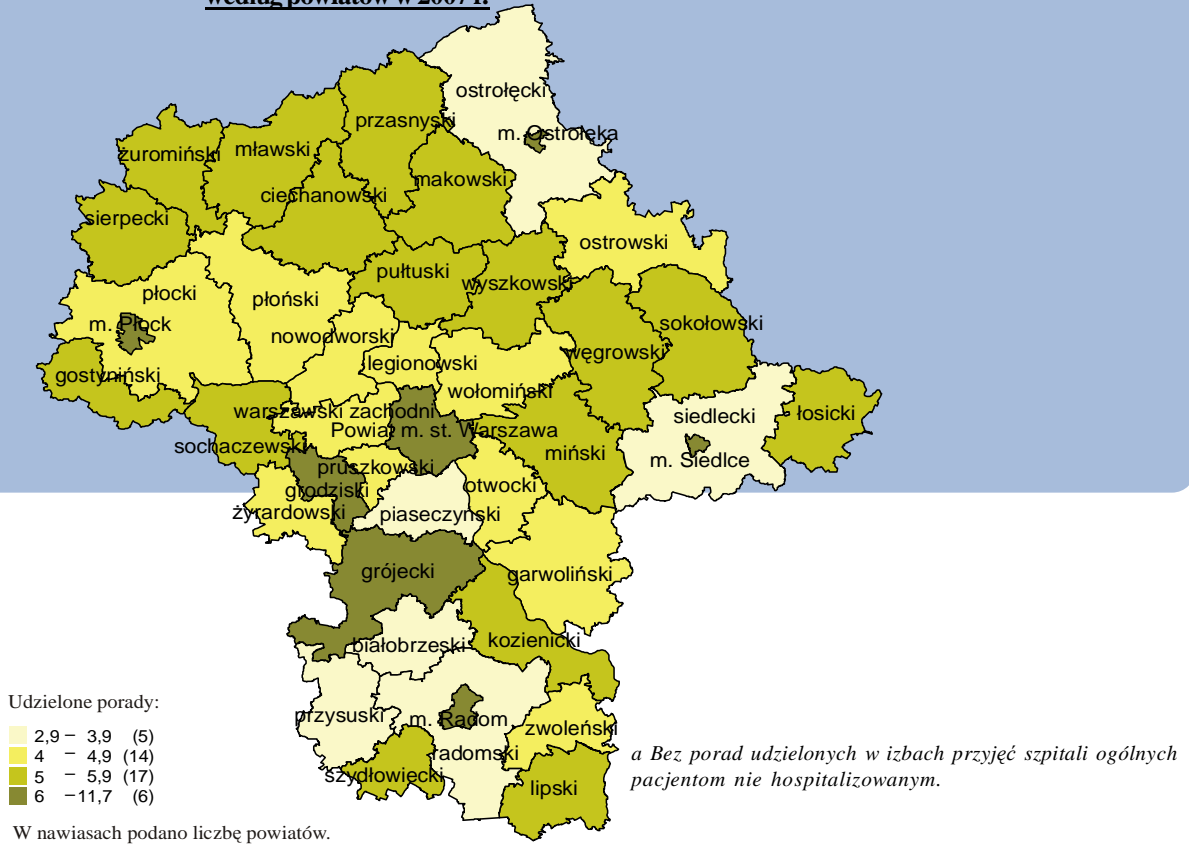 według powiatów w 2007 r.
ostrołęcki
przasnyski
m. Ostrołęka
żuromiński
mławski
makowski
ciechanowski
sierpecki
ostrowski
pułtuski
wyszkowski
płocki
płoński
m. Płock
nowodworski
sokołowski
węgrowski
legionowski
gostyniński
wołomiński
warszawski zachodni
siedlecki
łosicki
Powiat m. st. Warszawa
sochaczewski
miński
m. Siedlce
pruszkowski
grodziski
otwocki
żyrardowski
piaseczyński
grójecki
garwoliński
białobrzeski
kozienicki
przysuski
m. Radom
zwoleński
radomski
szydłowiecki
lipski
Udzielone porady:
2,9 – 3,9 (5)
4 – 4,9 (14)
5 – 5,9 (17)
6 –11,7 (6)
W nawiasach podano liczbę powiatów.
a Bez porad udzielonych w izbach przyjęć szpitali ogólnych
pacjentom nie hospitalizowanym.